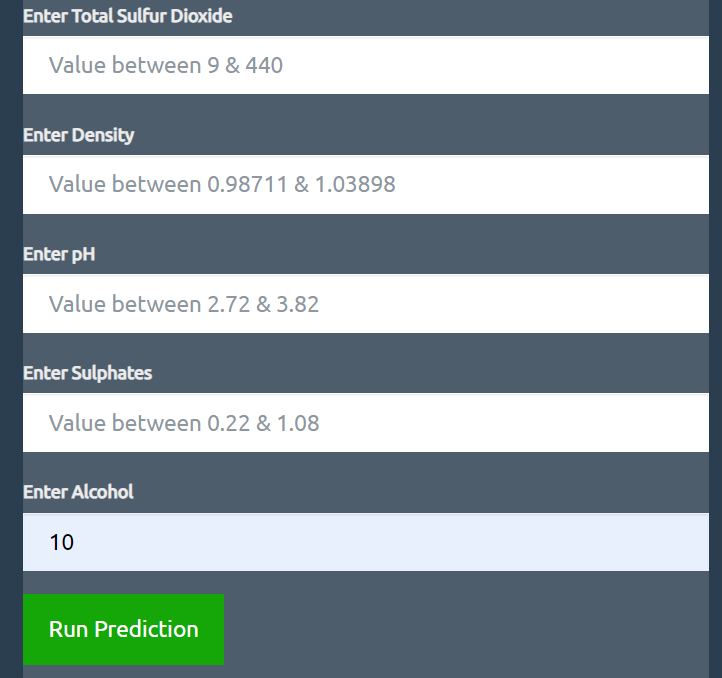 Enter Total Sulfur Dioxide
Value between 9 & 440
Enter Density
Value between 0.98711 & 1.03898
Enter pH
Value between 2.72 & 3.82
Enter Sulphates
Value between 0.22 & 1.08
Enter Alcohol
10
Run Prediction